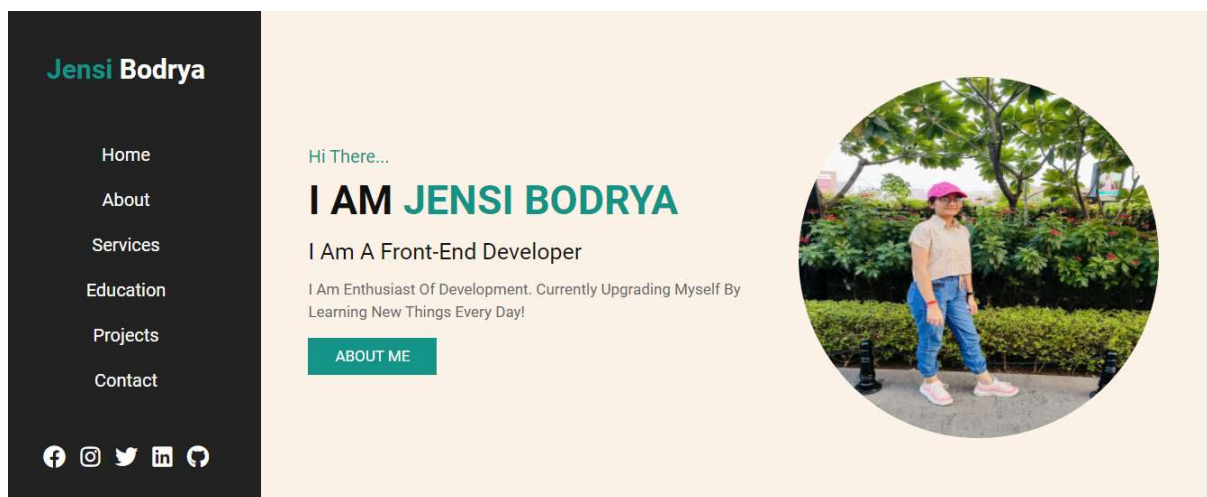 Jensi Bodrya
Home
About
Services
Education
Projects
Contact
Hi There...
I AM JENSI BODRYA
I Am A Front-End Developer
I Am Enthusiast Of Development. Currently Upgrading Myself By
Learning New Things Every Day!
ABOUT ME